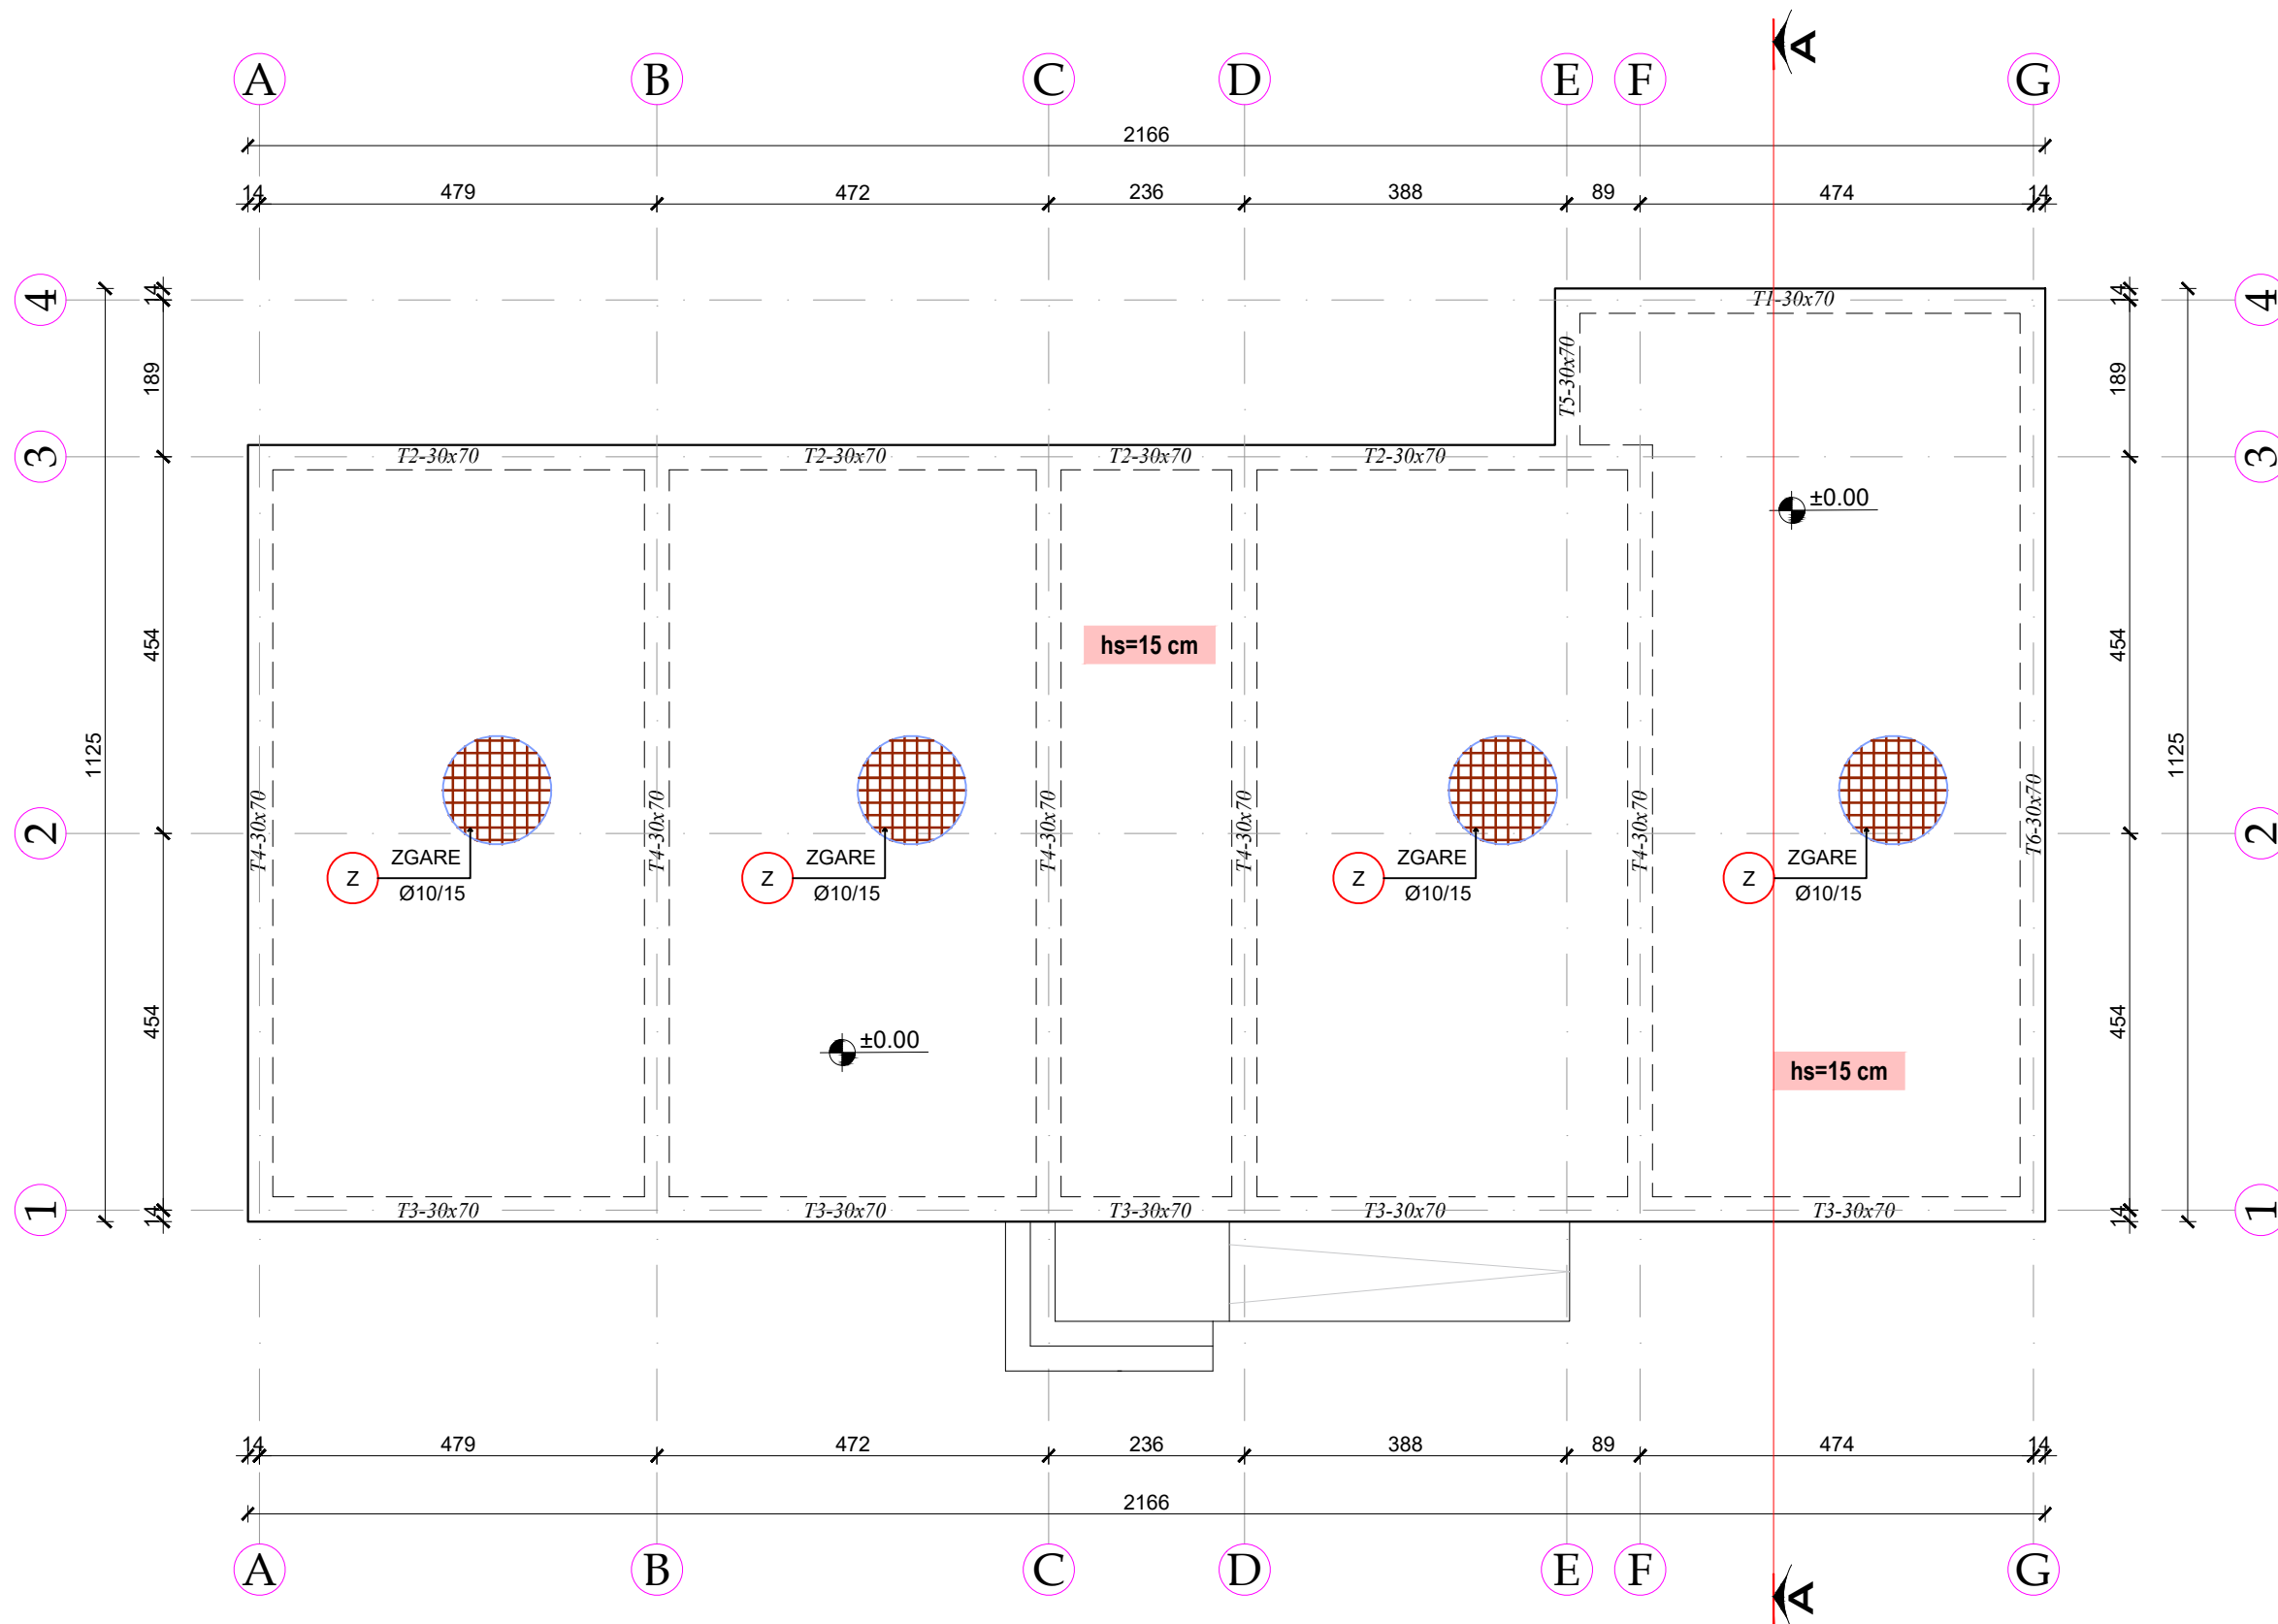 A
A B C D E F G
2166
14 479 472 236 388 89 474 14
4 14 T1-30x70 14 4
189 T5-30x70 189
3 T2-30x70 T2-30x70 T2-30x70 T2-30x70 3
±0.00
454 hs=15 cm 454
1125 1125
T4-30x70 T4-30x70 T4-30x70 T4-30x70 T4-30x70 T6-30x70
2 2
ZGARE ZGARE ZGARE ZGARE
Z Z Z Z
Ø10/15 Ø10/15 Ø10/15 Ø10/15
454 ±0.00 454
hs=15 cm
1 14 T3-30x70 T3-30x70 T3-30x70 T3-30x70 T3-30x70 14 1
14 479 472 236 388 89 474 14
2166
A B C D E F G
A